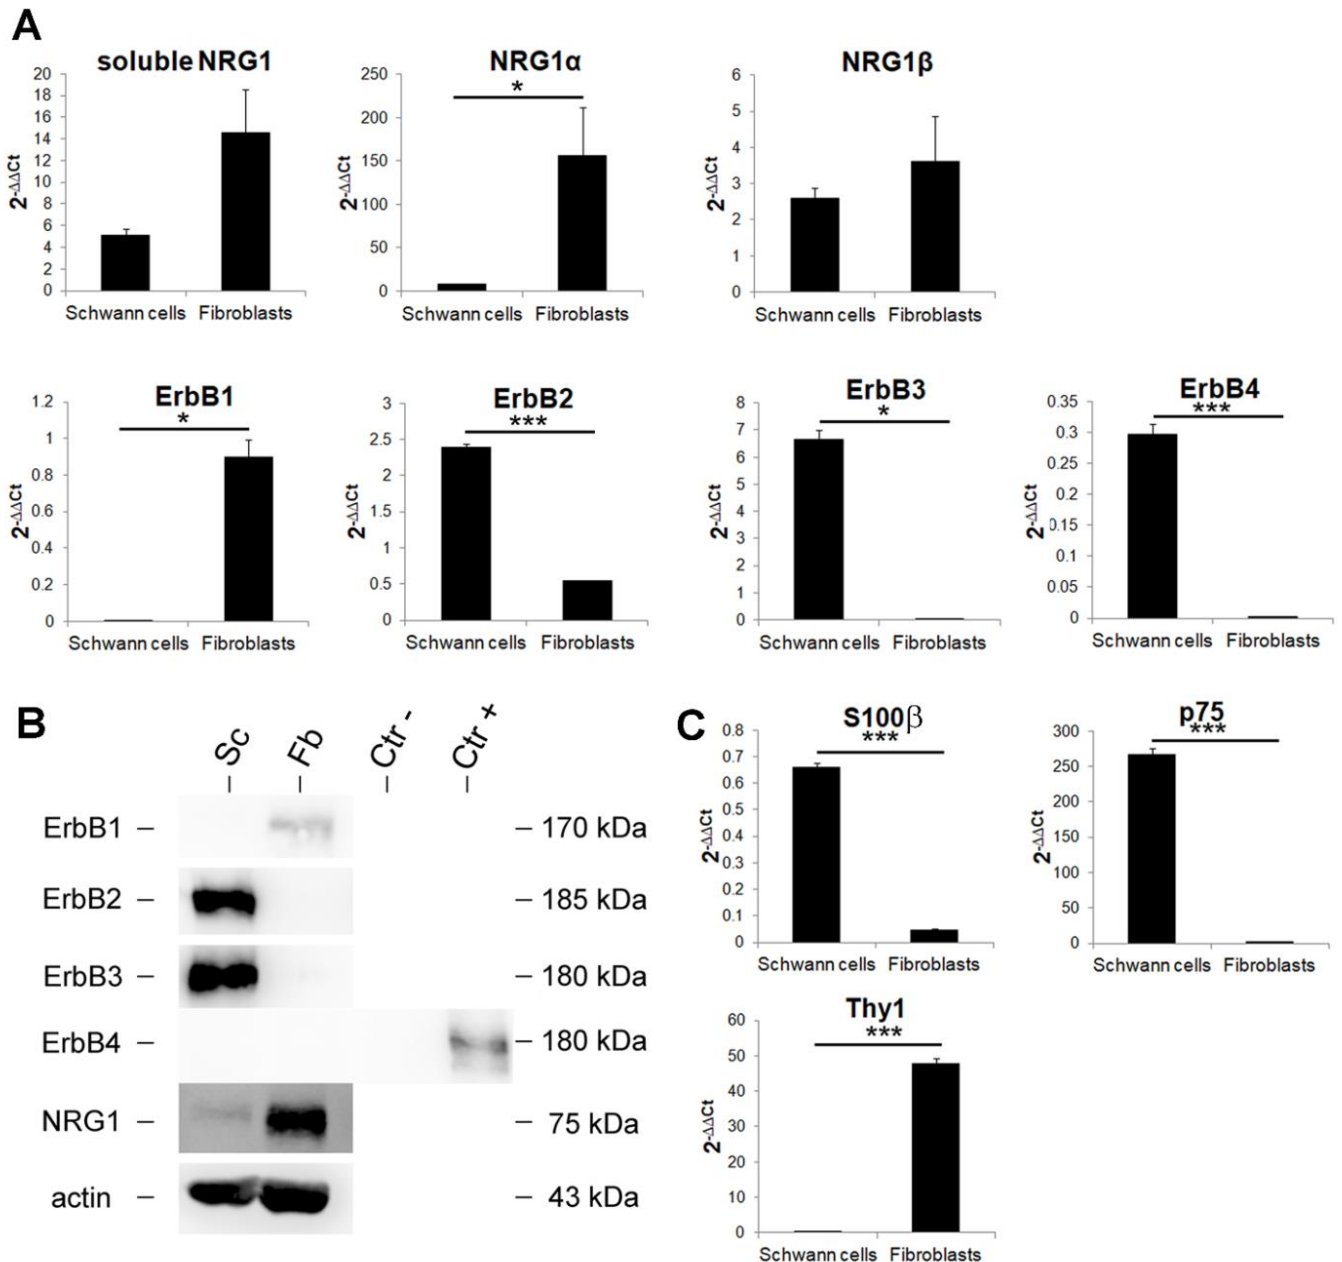 A
soluble NRG1
20
18
16
14
12
10
8
6
4
2
0
2-ΔΔCt
Schwann cells Fibroblasts
NRG1α
*
250
200
150
100
50
0
2-ΔΔCt
Schwann cells Fibroblasts
NRG1β
6
5
4
3
2
1
0
2-ΔΔCt
Schwann cells Fibroblasts
ErbB1
*
1.2
1
0.8
0.6
0.4
0.2
0
2-ΔΔCt
Schwann cells Fibroblasts
ErbB2
***
3
2.5
2
1.5
1
0.5
0
2-ΔΔCt
Schwann cells Fibroblasts
ErbB3
*
8
7
6
5
4
3
2
1
0
2-ΔΔCt
Schwann cells Fibroblasts
ErbB4
***
0.35
0.3
0.25
0.2
0.15
0.1
0.05
0
2-ΔΔCt
Schwann cells Fibroblasts
B
Sc Fb Ctr - Ctr +
ErbB1 – – 170 kDa
ErbB2 – – 185 kDa
ErbB3 – – 180 kDa
ErbB4 – – 180 kDa
NRG1 – – 75 kDa
actin – – 43 kDa
C
S100β
***
0.8
0.7
0.6
0.5
0.4
0.3
0.2
0.1
0
2-ΔΔCt
Schwann cells Fibroblasts
p75
***
300
250
200
150
100
50
0
2-ΔΔCt
Schwann cells Fibroblasts
Thy1
***
60
50
40
30
20
10
0
2-ΔΔCt
Schwann cells Fibroblasts